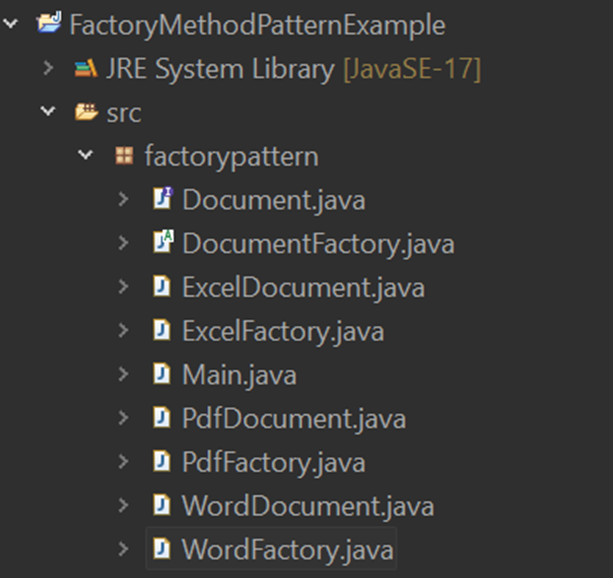 FactoryMethodPatternExample
JRE System Library [JavaSE-17]
src
factorypattern
Document.java
DocumentFactory.java
ExcelDocument.java
ExcelFactory.java
Main.java
PdfDocument.java
PdfFactory.java
WordDocument.java
WordFactory.java